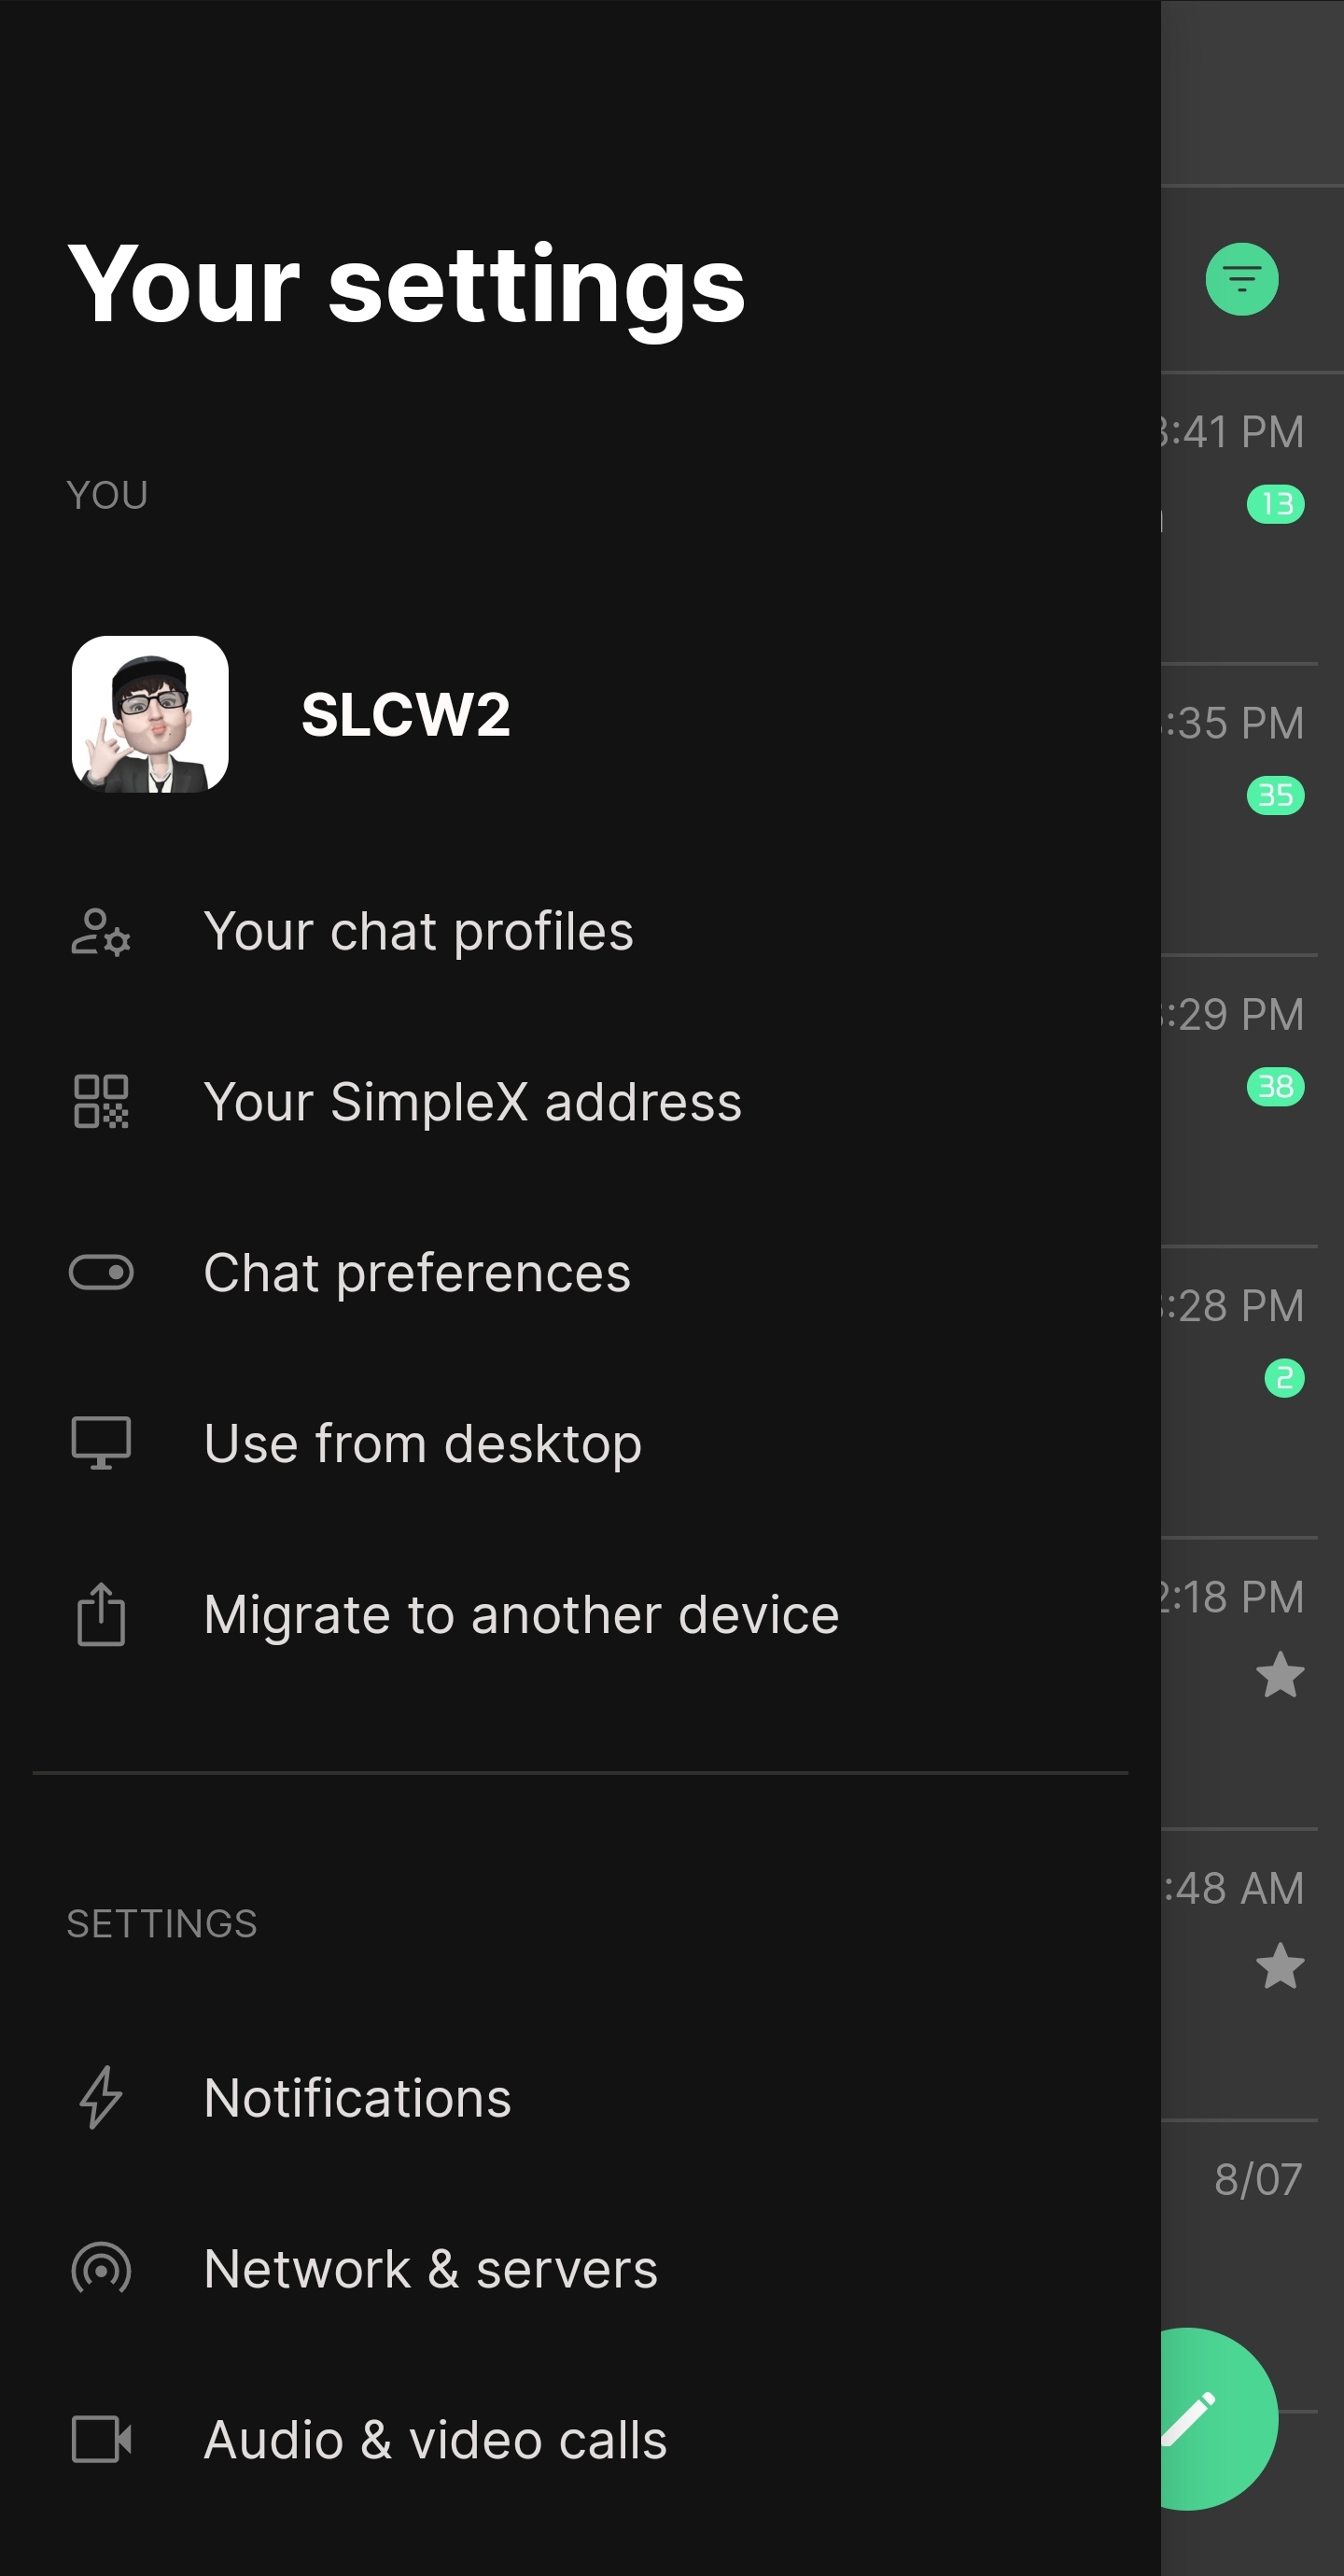 Your settings
YOU
SLCW2
Your chat profiles
Your SimpleX address
Chat preferences
Use from desktop
Migrate to another device
SETTINGS
Notifications
Network & servers
Audio & video calls
:41 PM
13
:35 PM
35
:29 PM
38
:28 PM
2
2:18 PM
:48 AM
8/07